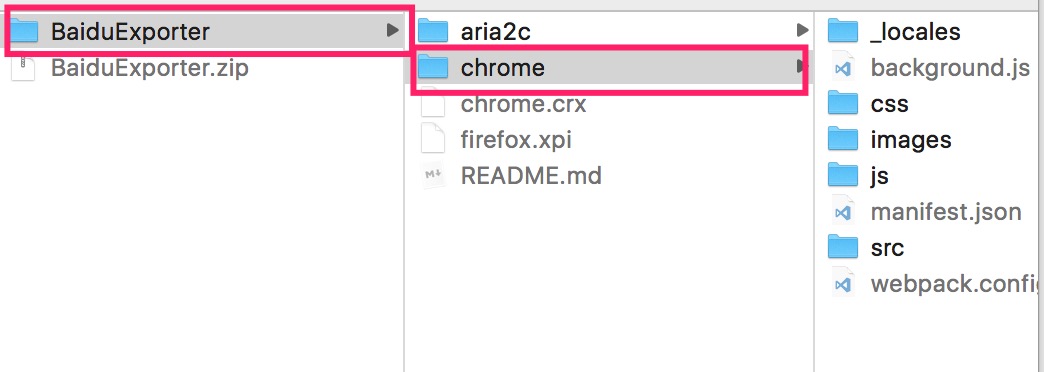 BaiduExporter
BaiduExporter.zip
aria2c
chrome
chrome.crx
firefox.xpi
README.md
_locales
background.js
css
images
js
manifest.json
src
webpack.config